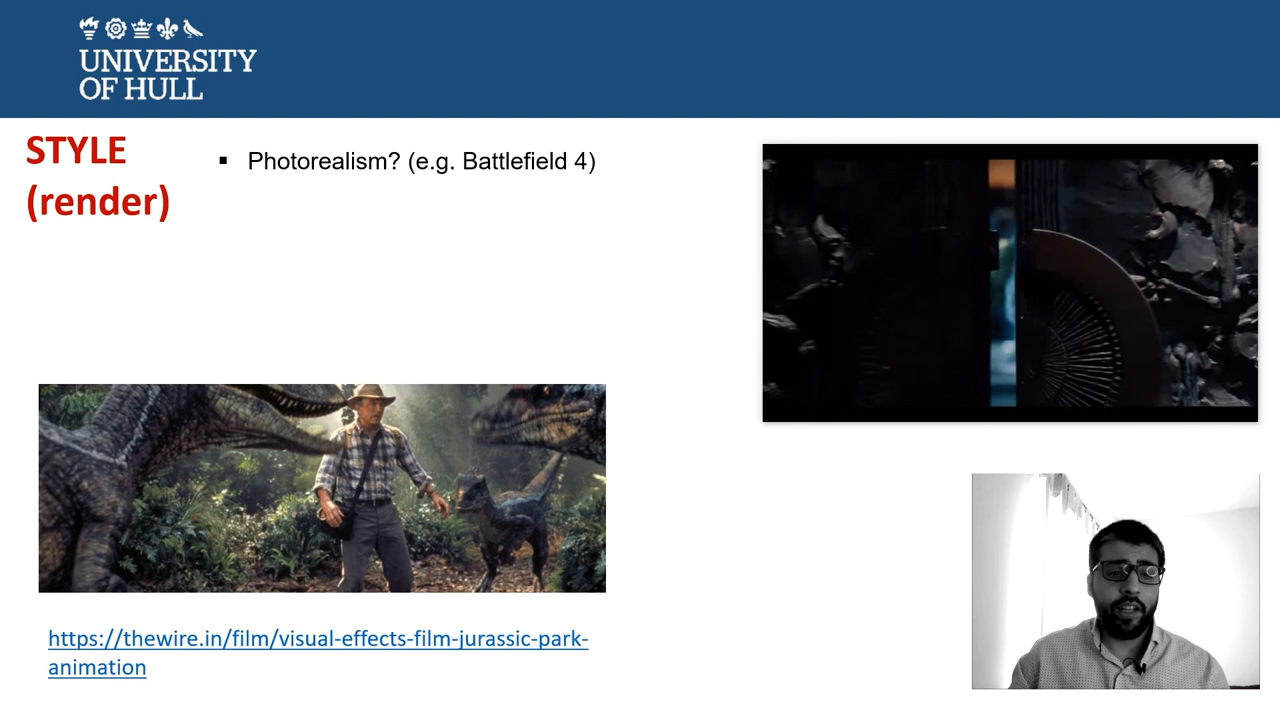 UNIVERSITY
OF HULL
STYLE
(render)
▪ Photorealism? (e.g. Battlefield 4)
https://thewire.in/film/visual-effects-film-jurassic-park-
animation